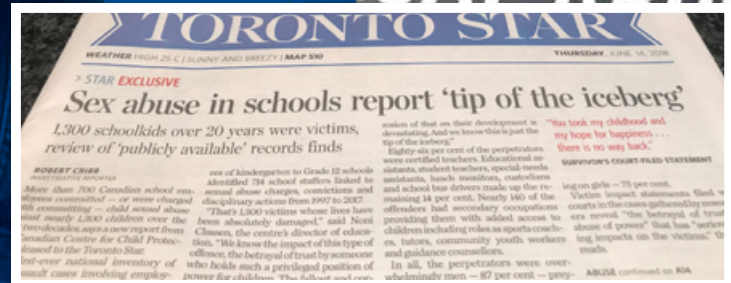 TORONTO STAR
WEATHER HIGH 25 C | SUNNY AND BREEZY | MAP S10
THURSDAY, JUNE 14, 2018
> STAR EXCLUSIVE
Sex abuse in schools report ‘tip of the iceberg’
1,300 schoolkids over 20 years were victims,
review of ‘publicly available’ records finds
ROBERT CRIBB
INVESTIGATIVE REPORTER
More than 700 Canadian school em-
committed — or were charged
committing — child sexual abuse
nearly 1,300 children over the
two decades, says a new report from
Canadian Centre for Child Protec-
released to the Toronto Star.
first-ever national inventory of
assault cases involving employ-
ees of kindergarten to Grade 12 schools
identified 714 school staffers linked to
sexual abuse charges, convictions and
disciplinary actions from 1997 to 2017.
“That's 1,300 victims whose lives have
been absolutely damaged,” said Noni
Classen, the centre's director of educa-
tion. “We know the impact of this type of
offence, the betrayal of trust by someone
who holds such a privileged position of
power for children. The fallout and
of that on their development is
devastating. And we know this is just the
tip of the iceberg.”
Eighty-six per cent of the perpetrators
were certified teachers. Educational as-
sistants, student teachers, special-needs
assistants, lunch monitors, custodians
and school bus drivers made up the re-
maining 14 per cent. Nearly 160 of the
offenders had secondary occupations
providing them with added access to
children including roles as sports coach-
es, tutors, community youth workers
and guidance counsellors.
In all, the perpetrators were over-
whelmingly men — 87 per cent — prey-
“You took my childhood and
my hope for happiness . . .
there is no way back.”
SURVIVOR'S COURT-FILED STATEMENT
ing on girls — 75 per cent.
Victim impact statements filed
courts in the cases gathered by
ers reveal “the betrayal of trust
abuse of power” that has “serious
ing impacts on the victims,”
reads.
ABUSE continued on A14